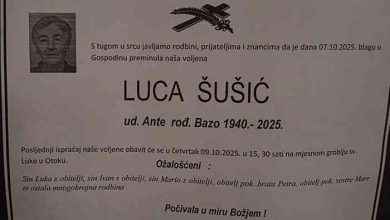 S tugom u srcu javljamo rodbini, prijateljima i znancima da je dana 07.10.2025. blago u
Gospodinu preminula naša voljena
LUCA ŠUŠIĆ
ud. Ante rođ. Bazo 1940.- 2025.
Posljednji ispraćaj naše voljene obavit će se u četvrtak 09.10.2025. u 15, 30 sati na mjesnom groblju sv.
Luke u Otoku.
Ožalošćeni :
Sin Luka s obitelji, sin Ivan s obitelji, sin Mario s obitelji, obitelj pok. brata Petra, obitelj pok. sestre Mare
te ostala mnogobrojna rodbina
Počivala u miru Božjem !